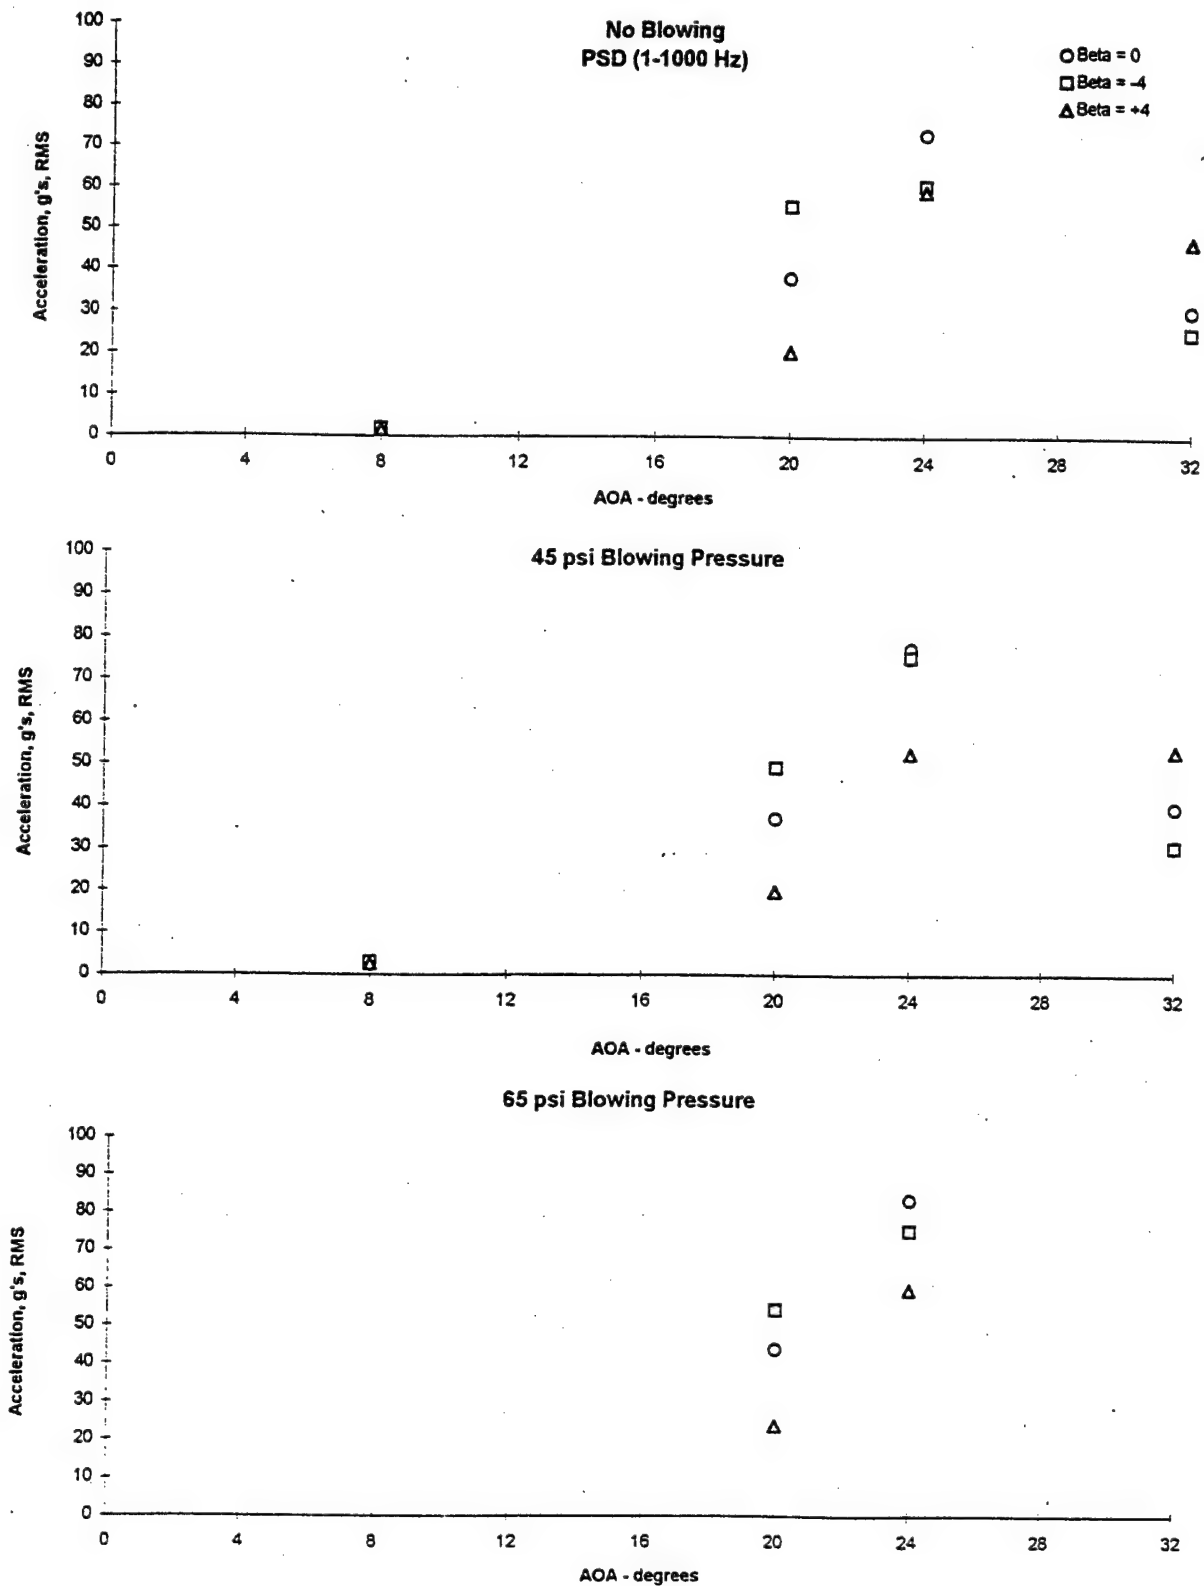 No Blowing
PSD (1-1000 Hz)
Beta = 0
Beta = -4
Beta = +4
100
90
80
70
60
50
40
30
20
10
0
Acceleration, g's, RMS
0 4 8 12 16 20 24 28 32
AOA - degrees
45 psi Blowing Pressure
100
90
80
70
60
50
40
30
20
10
0
Acceleration, g's, RMS
0 4 8 12 16 20 24 28 32
AOA - degrees
65 psi Blowing Pressure
100
90
80
70
60
50
40
30
20
10
0
Acceleration, g's, RMS
0 4 8 12 16 20 24 28 32
AOA - degrees